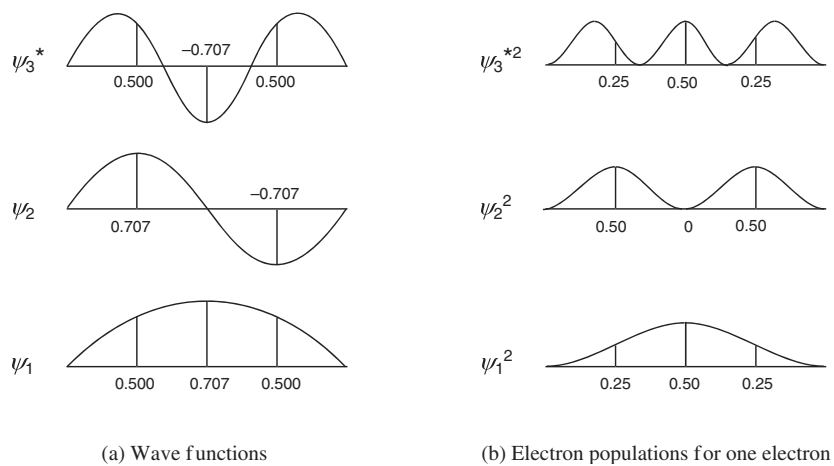 ψ₃* −0.707 0.500 0.500
ψ₂ −0.707 0.707
ψ₁ 0.500 0.707 0.500
(a) Wave functions
ψ₃*² 0.25 0.50 0.25
ψ₂² 0.50 0 0.50
ψ₁² 0.25 0.50 0.25
(b) Electron populations for one electron